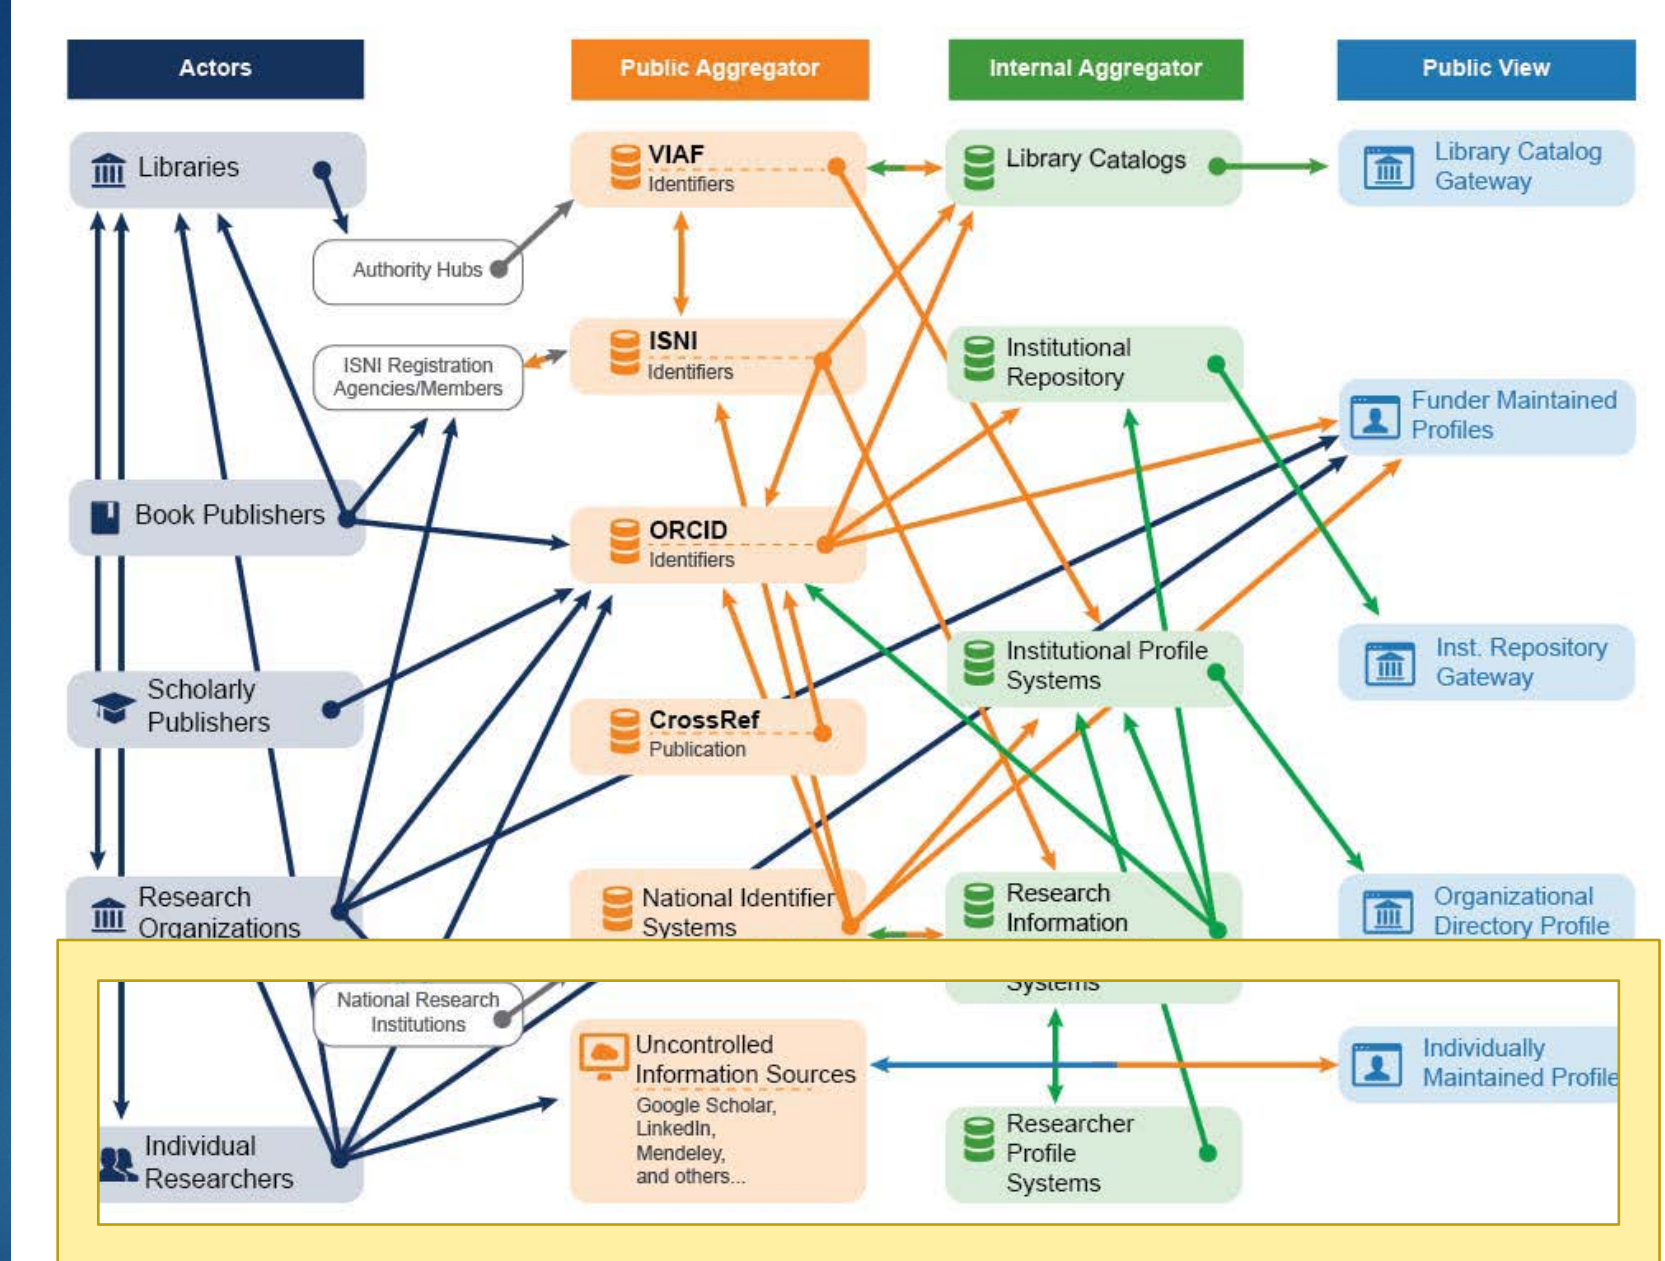 Actors
Public Aggregator
Internal Aggregator
Public View
Libraries
VIAF
Identifiers
Library Catalogs
Library Catalog
Gateway
Authority Hubs
ISNI
Identifiers
ISNI Registration
Agencies/Members
Institutional
Repository
Funder Maintained
Profiles
Book Publishers
ORCID
Identifiers
Institutional Profile
Systems
Inst. Repository
Gateway
Scholarly
Publishers
CrossRef
Publication
Research
Organizations
National Identifier
Systems
Research
Information
Systems
Organizational
Directory Profile
National Research
Institutions
Uncontrolled
Information Sources
Google Scholar,
LinkedIn,
Mendeley,
and others...
Individually
Maintained Profile
Individual
Researchers
Researcher
Profile
Systems